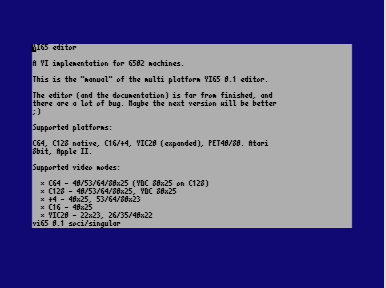 VI65 editor
A VI implementation for 6502 machines.
This is the "manual" of the multi platform VI65 0.1 editor.
The editor (and the documentation) is far from finished, and
there are a lot of bug. Maybe the next version will be better
;)
Supported platforms:
C64, C128 native, C16/+4, VIC20 (expanded), PET40/80. Atari
8bit, Apple II.
Supported video modes:
* C64 - 40/53/64/80x25 (VDC 80x25 on C128)
* C128 - 40/53/64/80x25, VDC 80x25
* +4 - 40x25, 53/64/80x23
* C16 - 40x25
* VIC20 - 22x23, 26/35/40x22
vi65 0.1 soci/singular